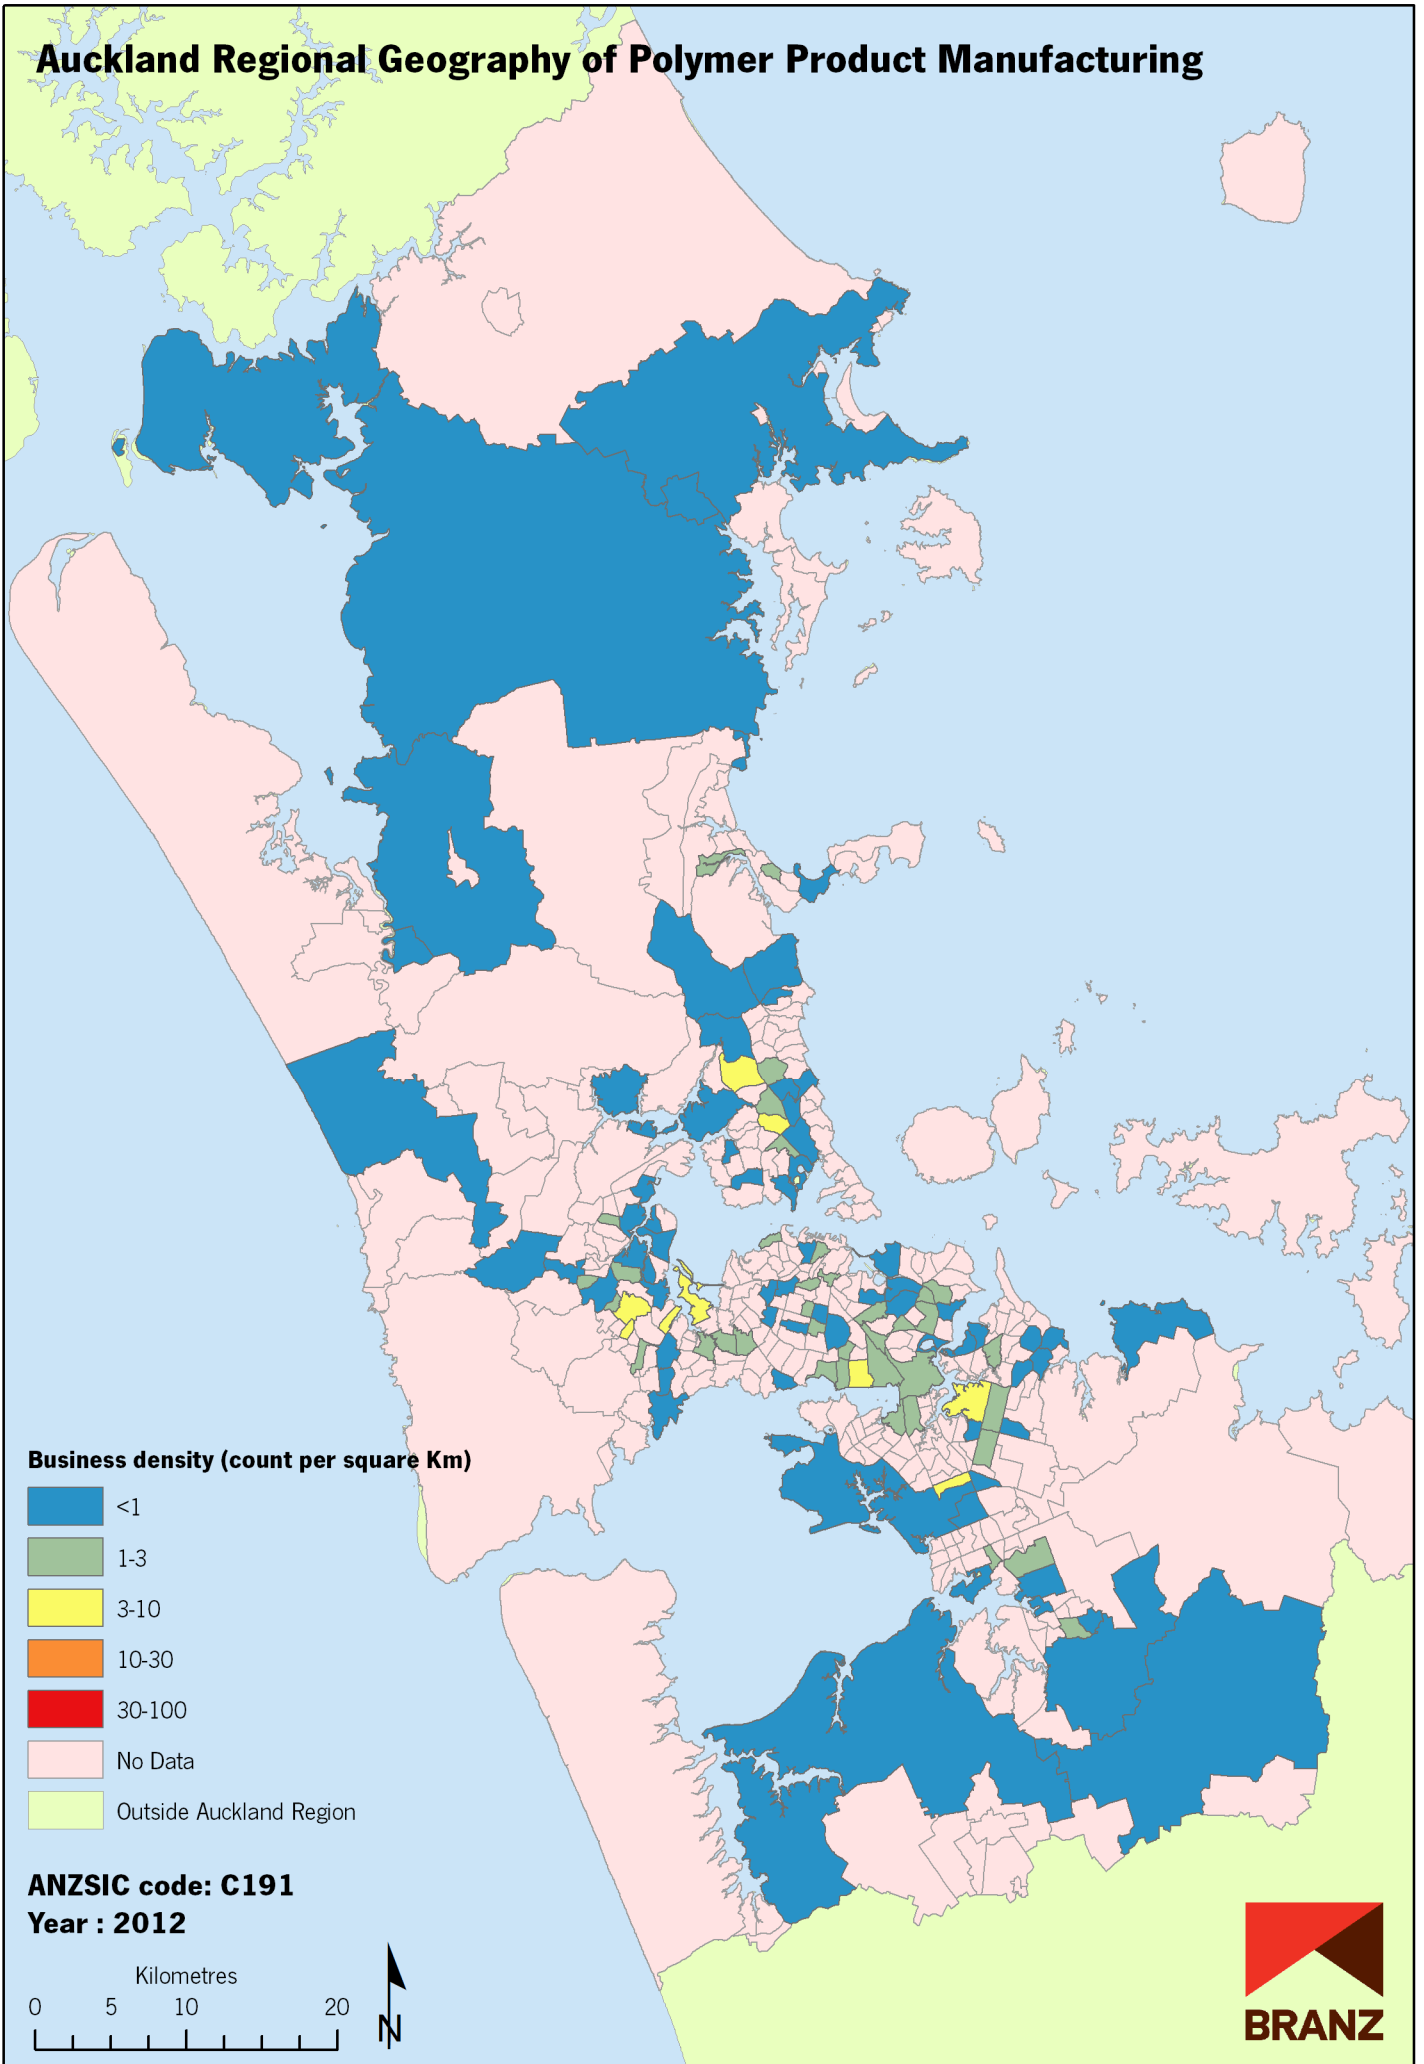 Auckland Regional Geography of Polymer Product Manufacturing
Business density (count per square Km)
<1
1-3
3-10
10-30
30-100
No Data
Outside Auckland Region
ANZSIC code: C191
Year : 2012
Kilometres
0 5 10 20
N
BRANZ